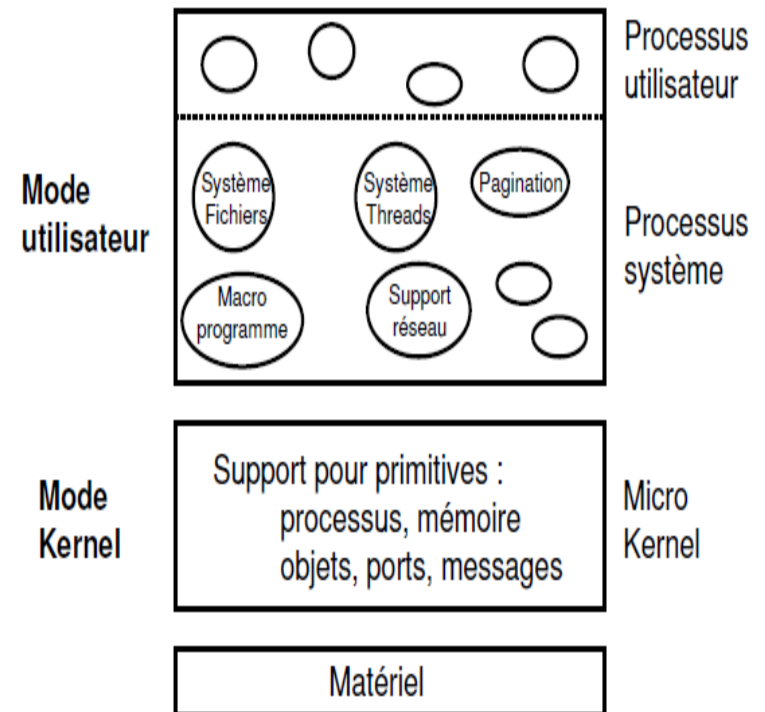 Processus
utilisateur
Mode
utilisateur
Système
Fichiers
Système
Threads
Pagination
Processus
système
Macro
programme
Support
réseau
Mode
Kernel
Support pour primitives :
processus, mémoire
objets, ports, messages
Micro
Kernel
Matériel